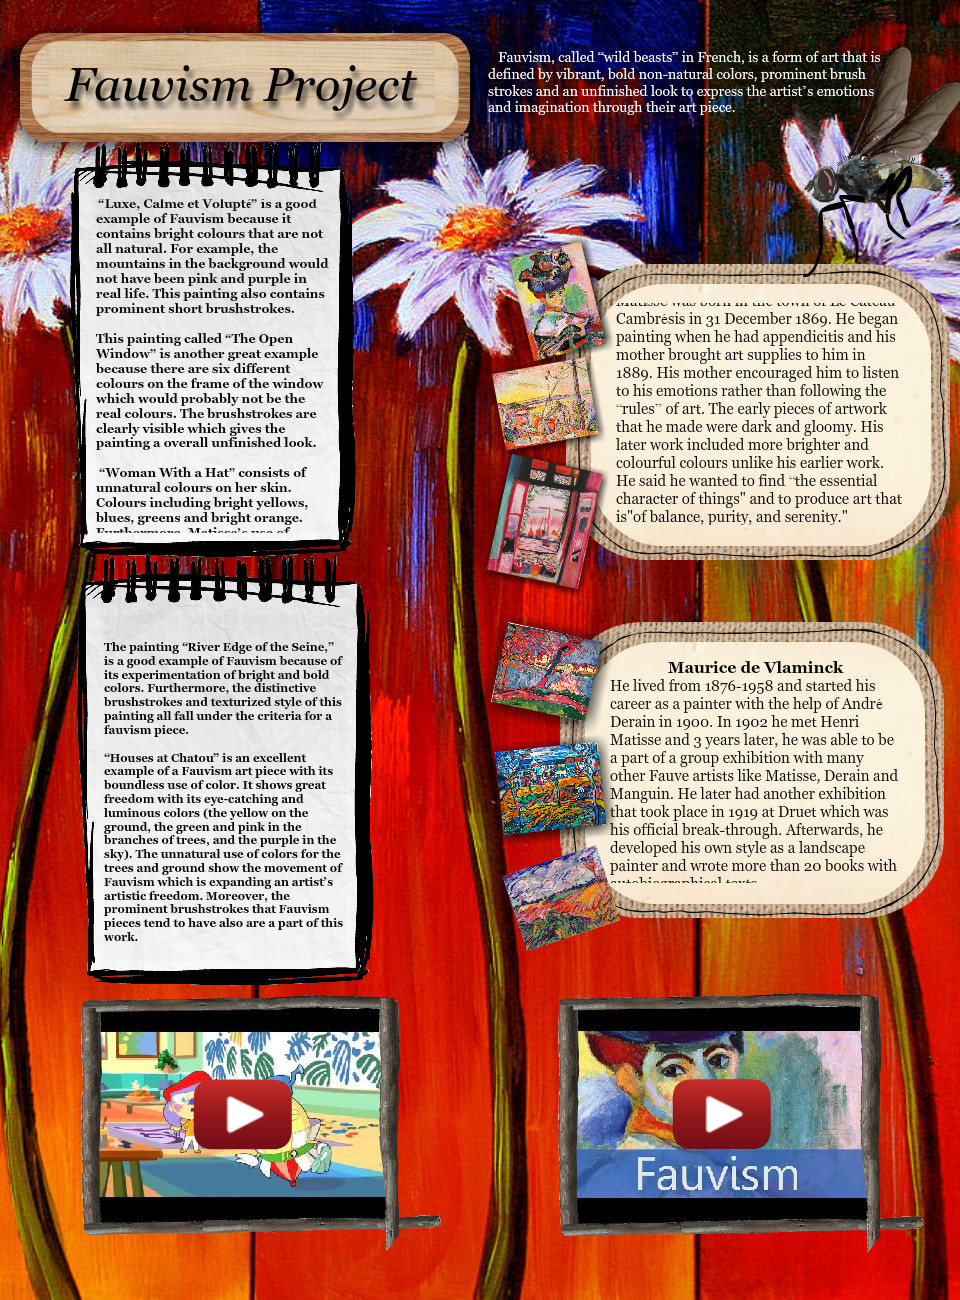 Fauvism Project
Fauvism, called “wild beasts” in French, is a form of art that is
defined by vibrant, bold non-natural colors, prominent brush
strokes and an unfinished look to express the artist’s emotions
and imagination through their art piece.
“Luxe, Calme et Volupté” is a good
example of Fauvism because it
contains bright colours that are not
all natural. For example, the
mountains in the background would
not have been pink and purple in
real life. This painting also contains
prominent short brushstrokes.
This painting called “The Open
Window” is another great example
because there are six different
colours on the frame of the window
which would probably not be the
real colours. The brushstrokes are
clearly visible which gives the
painting a overall unfinished look.
“Woman With a Hat” consists of
unnatural colours on her skin.
Colours including bright yellows,
blues, greens and bright orange.
Furthermore, Matisse’s use of
Matisse was born in the town of Le Cateau
Cambrésis in 31 December 1869. He began
painting when he had appendicitis and his
mother brought art supplies to him in
1889. His mother encouraged him to listen
to his emotions rather than following the
“rules” of art. The early pieces of artwork
that he made were dark and gloomy. His
later work included more brighter and
colourful colours unlike his earlier work.
He said he wanted to find “the essential
character of things" and to produce art that
is"of balance, purity, and serenity."
The painting “River Edge of the Seine,”
is a good example of Fauvism because of
its experimentation of bright and bold
colors. Furthermore, the distinctive
brushstrokes and texturized style of this
painting all fall under the criteria for a
fauvism piece.
“Houses at Chatou” is an excellent
example of a Fauvism art piece with its
boundless use of color. It shows great
freedom with its eye-catching and
luminous colors (the yellow on the
ground, the green and pink in the
branches of trees, and the purple in the
sky). The unnatural use of colors for the
trees and ground show the movement of
Fauvism which is expanding an artist’s
artistic freedom. Moreover, the
prominent brushstrokes that Fauvism
pieces tend to have also are a part of this
work.
Maurice de Vlaminck
He lived from 1876-1958 and started his
career as a painter with the help of André
Derain in 1900. In 1902 he met Henri
Matisse and 3 years later, he was able to be
a part of a group exhibition with many
other Fauve artists like Matisse, Derain and
Manguin. He later had another exhibition
that took place in 1919 at Druet which was
his official break-through. Afterwards, he
developed his own style as a landscape
painter and wrote more than 20 books with
autobiographical texts.
Fauvism